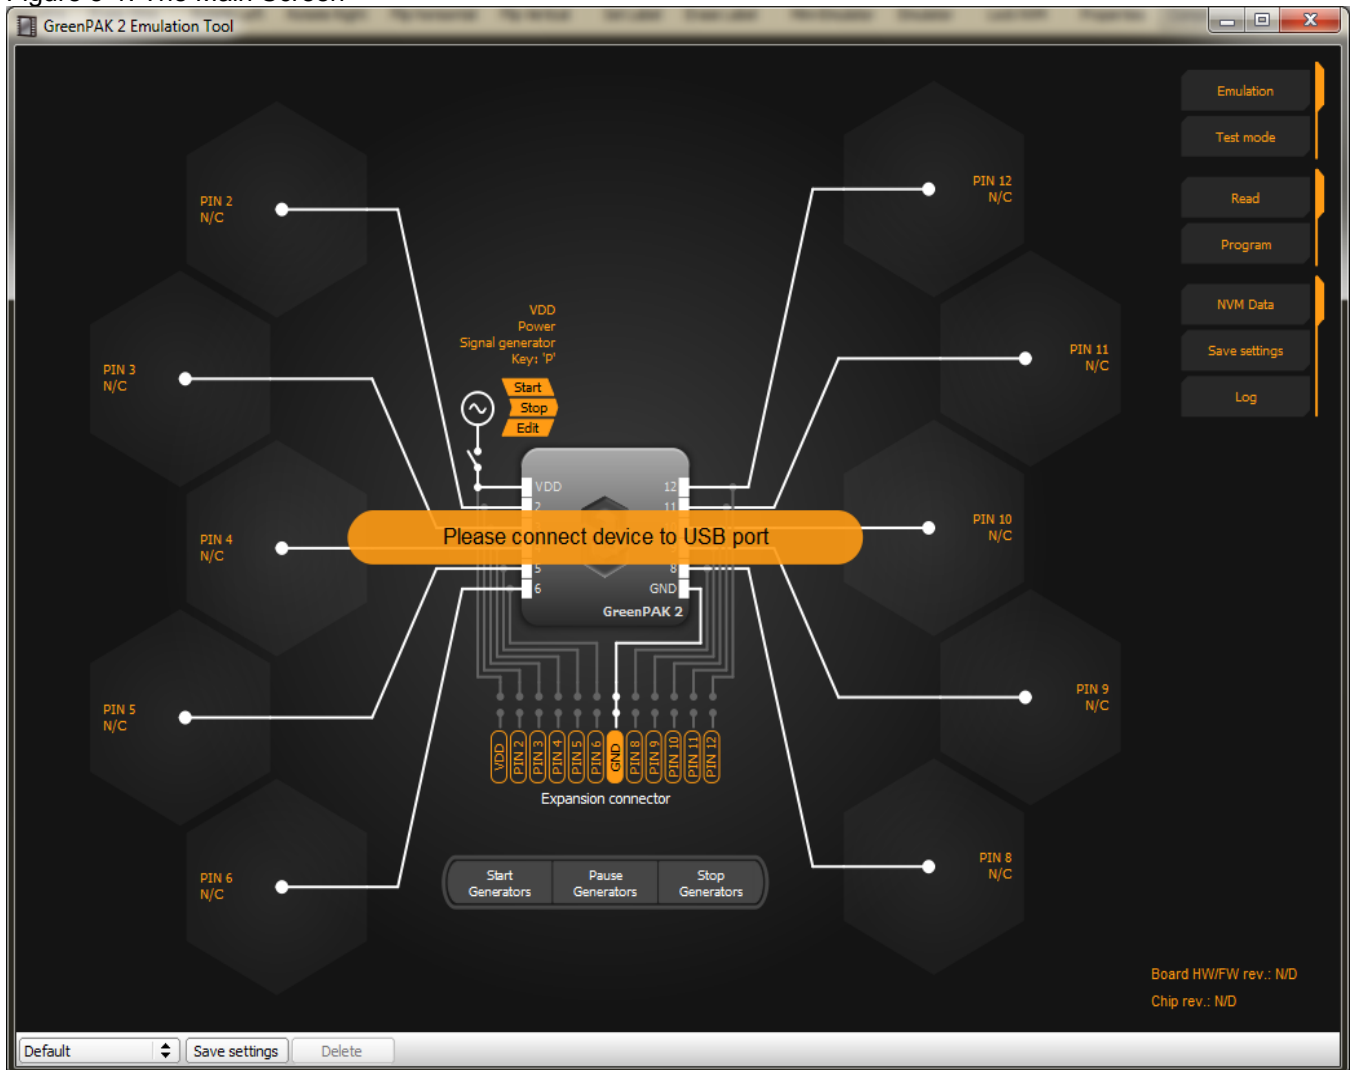 GreenPAK 2 Emulation Tool
Emulation
Test mode
Read
Program
NVM Data
Save settings
Log
PIN 2
N/C
PIN 3
N/C
PIN 4
N/C
PIN 5
N/C
PIN 6
N/C
VDD
Power
Signal generator
Key: 'P'
Start
Stop
Edit
VDD
2
5
6
12
11
8
GND
GreenPAK 2
Please connect device to USB port
PIN 12
N/C
PIN 11
N/C
PIN 10
N/C
PIN 9
N/C
PIN 8
N/C
VDD
PIN 2
PIN 3
PIN 4
PIN 5
PIN 6
GND
PIN 8
PIN 9
PIN 10
PIN 11
PIN 12
Expansion connector
Start
Generators
Pause
Generators
Stop
Generators
Board HW/FW rev.: N/D
Chip rev.: N/D
Default
Save settings
Delete